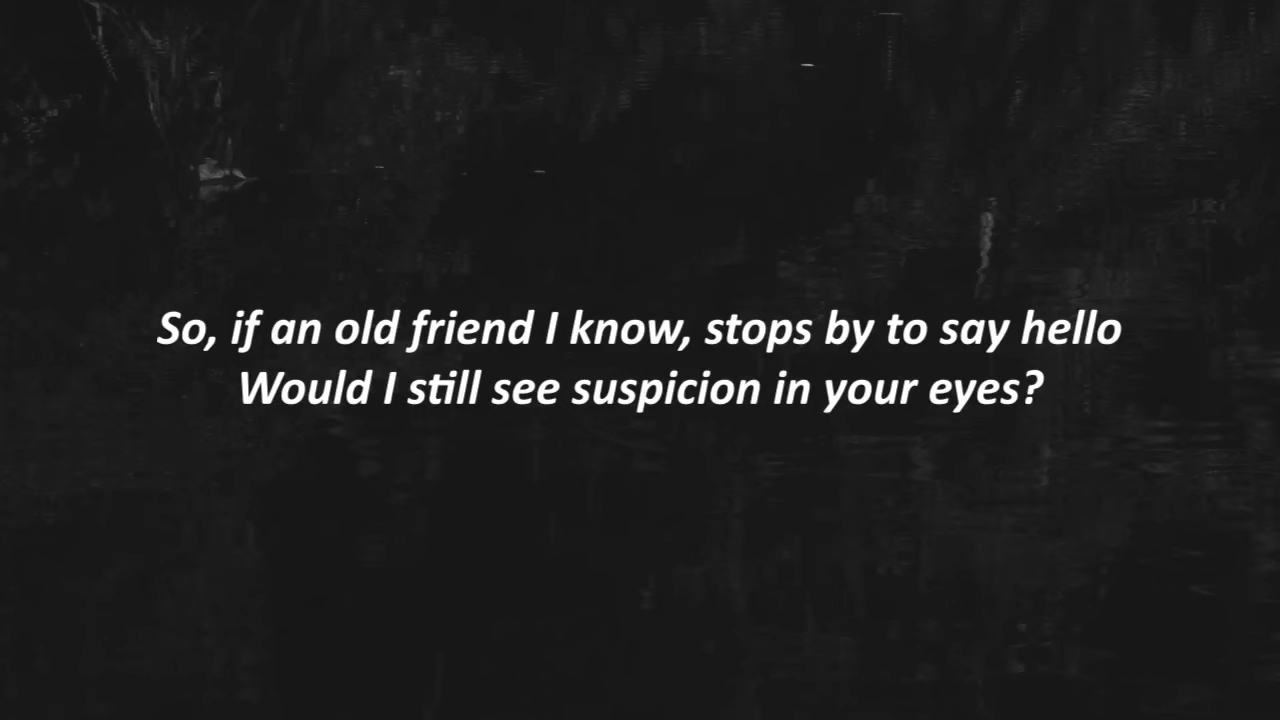 So, if an old friend I know, stops by to say hello
Would I still see suspicion in your eyes?